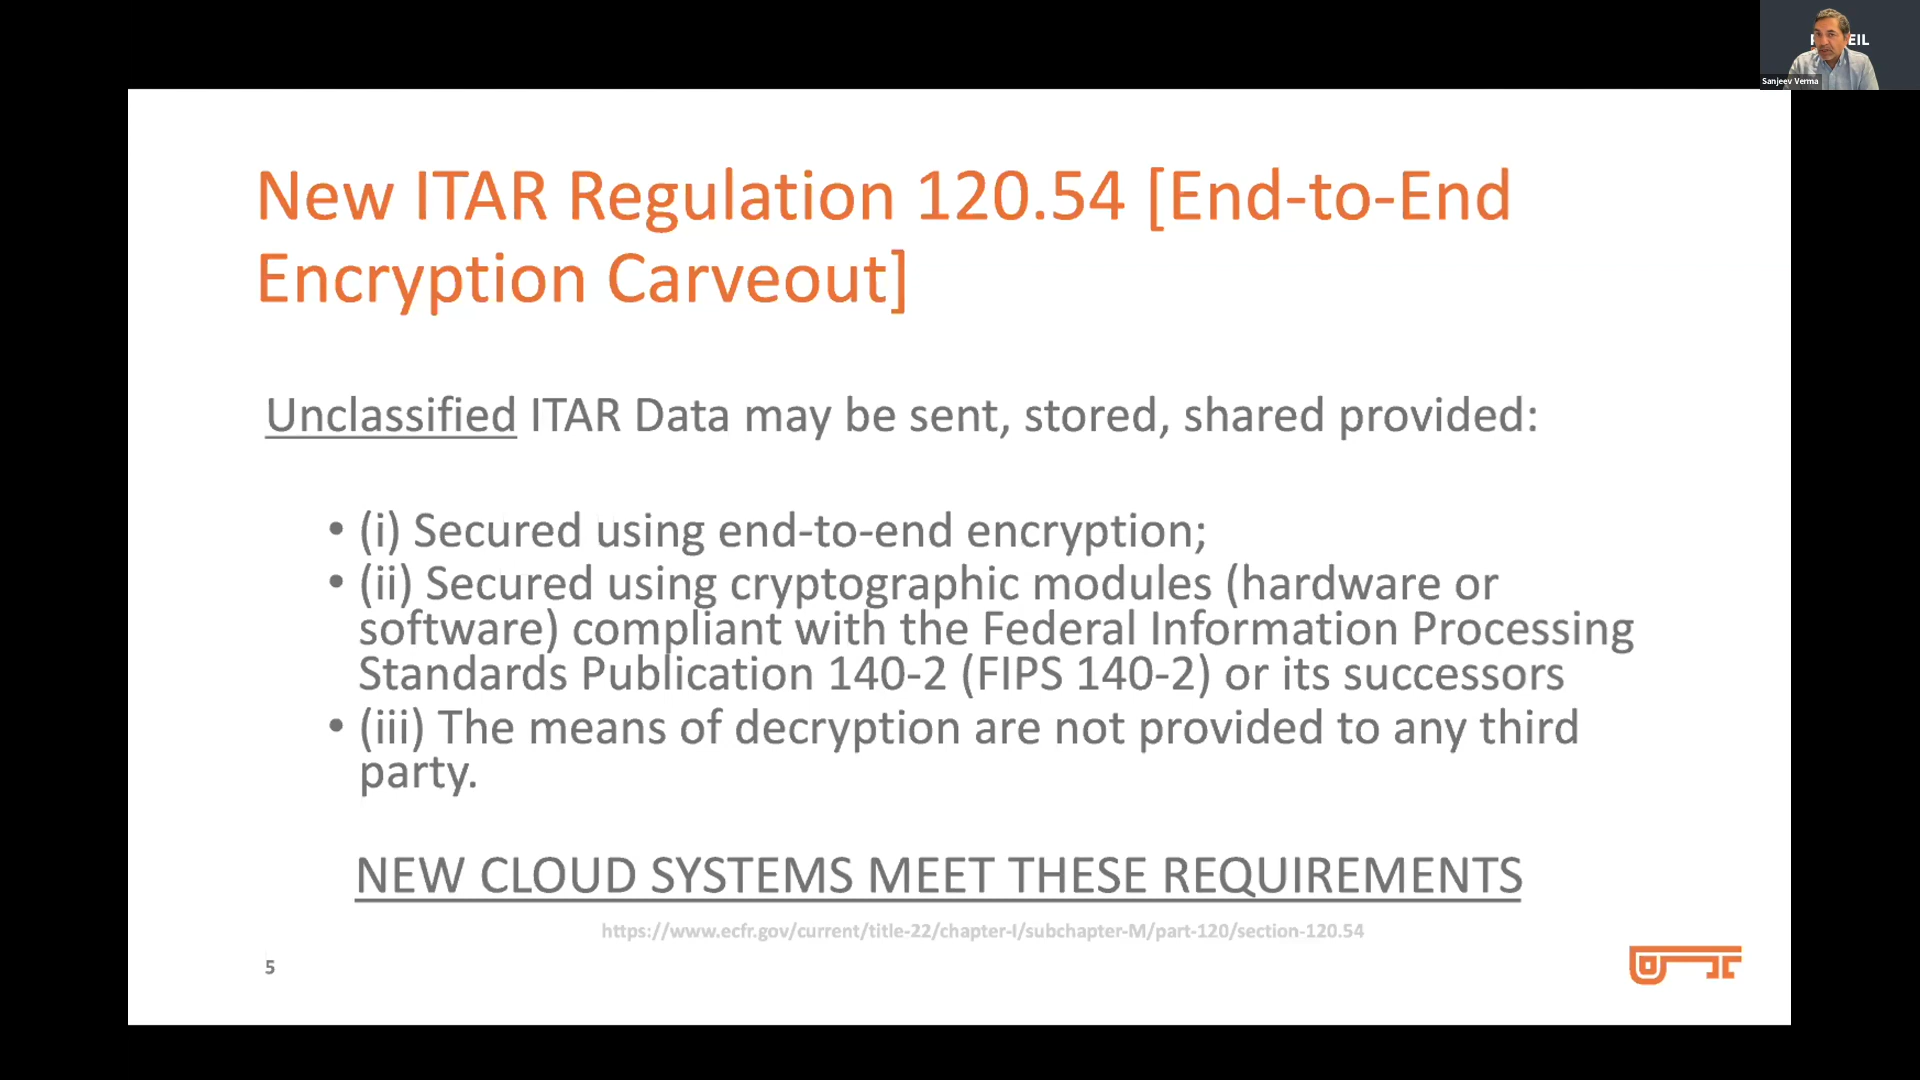 EIL
Sanjeev Verma
New ITAR Regulation 120.54 [End-to-End
Encryption Carveout]
Unclassified ITAR Data may be sent, stored, shared provided:
• (i) Secured using end-to-end encryption;
• (ii) Secured using cryptographic modules (hardware or
software) compliant with the Federal Information Processing
Standards Publication 140-2 (FIPS 140-2) or its successors
• (iii) The means of decryption are not provided to any third
party.
NEW CLOUD SYSTEMS MEET THESE REQUIREMENTS
https://www.ecfr.gov/current/title-22/chapter-I/subchapter-M/part-120/section-120.54
5